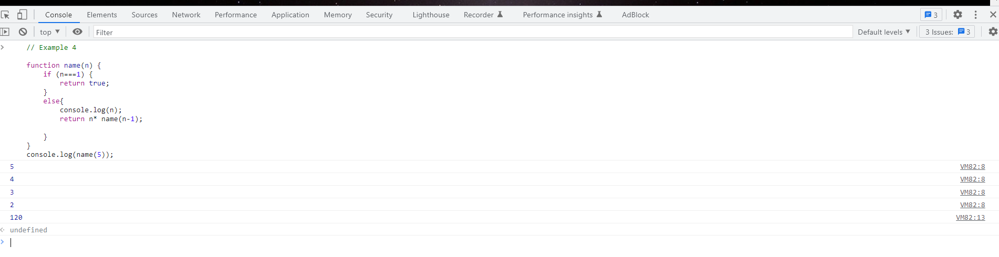 Console Elements Sources Network Performance Application Memory Security Lighthouse Recorder Performance insights AdBlock 3
top Filter Default levels 3 Issues: 3
// Example 4
function name(n) {
    if (n===1) {
        return true;
    }
    else{
        console.log(n);
        return n* name(n-1);
    }
}
console.log(name(5));
5 VM82:8
4 VM82:8
3 VM82:8
2 VM82:8
120 VM82:13
undefined